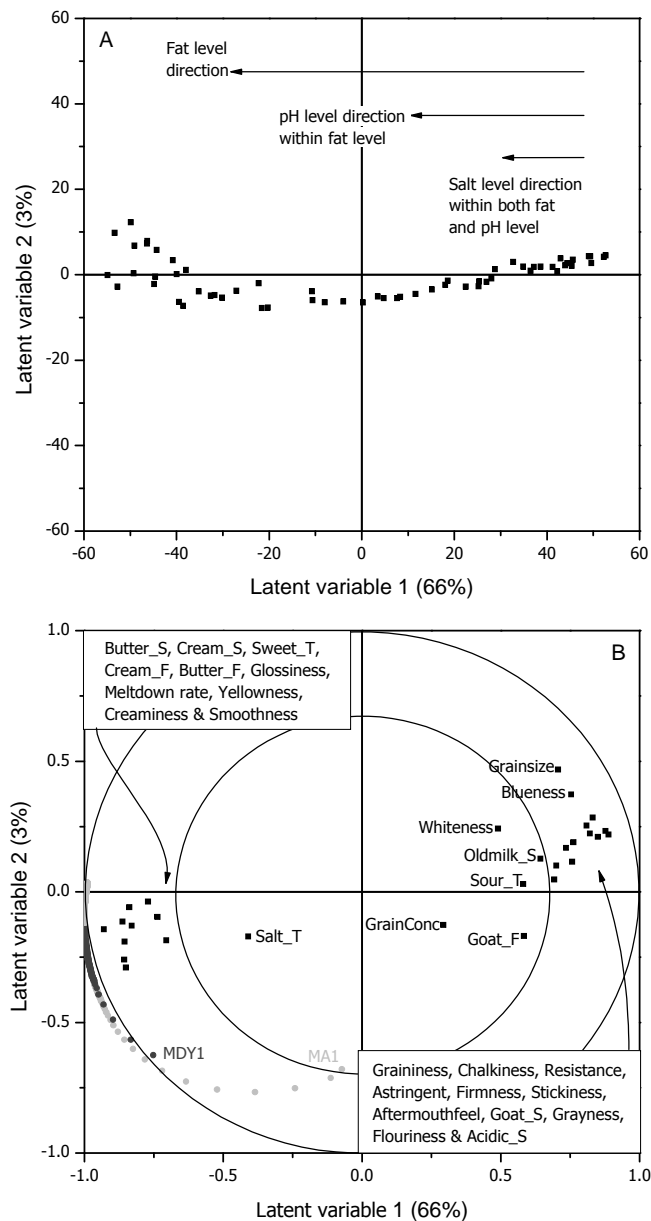 A
Fat level
direction
pH level direction
within fat level
Salt level direction
within both fat
and pH level
60
40
20
0
-20
-40
-60
Latent variable 2 (3%)
-60
-40
-20
0
20
40
60
Latent variable 1 (66%)
B
Butter_S, Cream_S, Sweet_T,
Cream_F, Butter_F, Glossiness,
Meltdown rate, Yellowness,
Creaminess & Smoothness
Grainsize
Blueness
Whiteness
Oldmilk_S
Sour_T
GrainConc
Goat_F
Salt_T
MDY1
MA1
Graininess, Chalkiness, Resistance,
Astringent, Firmness, Stickiness,
Aftermouthfeel, Goat_S, Grayness,
Flouriness & Acidic_S
1.0
0.5
0.0
-0.5
-1.0
Latent variable 2 (3%)
-1.0
-0.5
0.0
0.5
1.0
Latent variable 1 (66%)